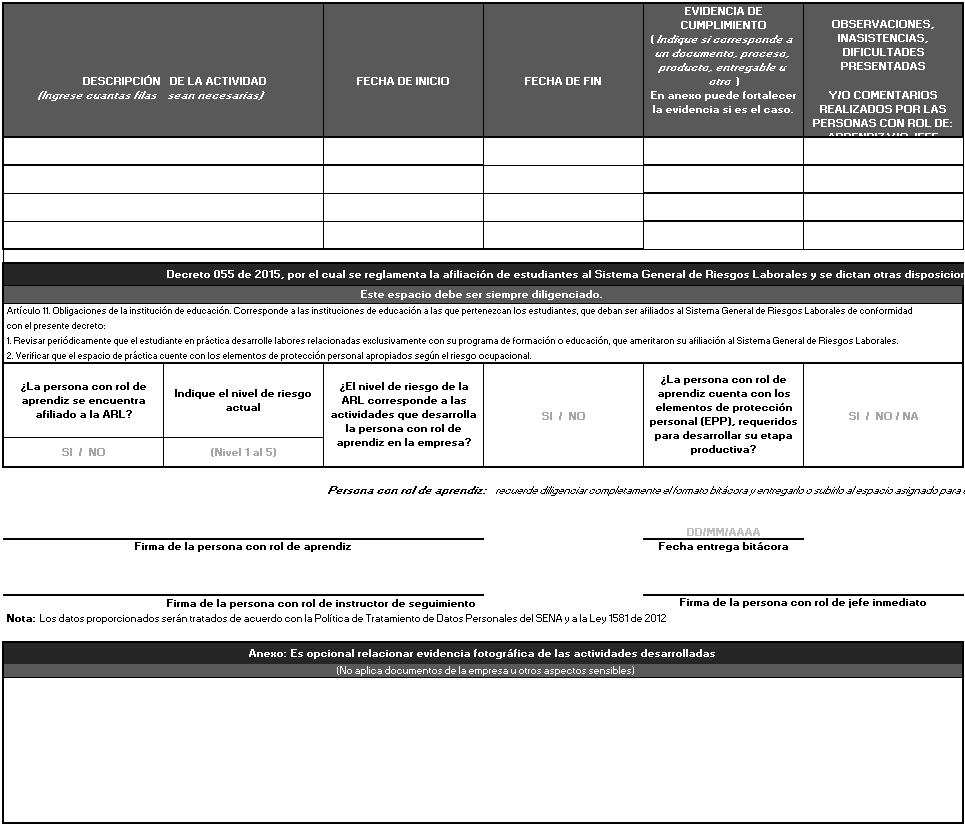 DESCRIPCIÓN DE LA ACTIVIDAD
(Ingrese cuantas filas sean necesarias)
FECHA DE INICIO
FECHA DE FIN
EVIDENCIA DE
CUMPLIMIENTO
( Indique si corresponde a
un documento, proceso,
producto, entregable u
otro )
En anexo puede fortalecer
la evidencia si es el caso.
OBSERVACIONES,
INASISTENCIAS,
DIFICULTADES
PRESENTADAS
Y/O COMENTARIOS
REALIZADOS POR LAS
PERSONAS CON ROL DE:
APRENDIZ Y/O JEFE
Decreto 055 de 2015, por el cual se reglamenta la afiliación de estudiantes al Sistema General de Riesgos Laborales y se dictan otras disposicion
Este espacio debe ser siempre diligenciado.
Artículo 11. Obligaciones de la institución de educación. Corresponde a las instituciones de educación a las que pertenezcan los estudiantes, que deban ser afiliados al Sistema General de Riesgos Laborales de conformidad
con el presente decreto:
1. Revisar periódicamente que el estudiante en práctica desarrolle labores relacionadas exclusivamente con su programa de formación o educación, que ameritaron su afiliación al Sistema General de Riesgos Laborales.
2. Verificar que el espacio de práctica cuente con los elementos de protección personal apropiados según el riesgo ocupacional.
¿La persona con rol de
aprendiz se encuentra
afiliado a la ARL?
SI / NO
Indique el nivel de riesgo
actual
(Nivel 1 al 5)
¿El nivel de riesgo de la
ARL corresponde a las
actividades que desarrolla
la persona con rol de
aprendiz en la empresa?
SI / NO
¿La persona con rol de
aprendiz cuenta con los
elementos de protección
personal (EPP), requeridos
para desarrollar su etapa
productiva?
SI / NO / NA
Persona con rol de aprendiz: recuerde diligenciar completamente el formato bitácora y entregarlo o subirlo al espacio asignado para
DD/MM/AAAA
Firma de la persona con rol de aprendiz
Fecha entrega bitácora
Firma de la persona con rol de instructor de seguimiento
Firma de la persona con rol de jefe inmediato
Nota: Los datos proporcionados serán tratados de acuerdo con la Política de Tratamiento de Datos Personales del SENA y a la Ley 1581 de 2012
Anexo: Es opcional relacionar evidencia fotográfica de las actividades desarrolladas
(No aplica documentos de la empresa u otros aspectos sensibles)